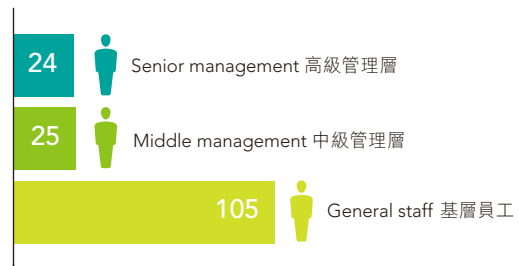 24 Senior management 高級管理層
25 Middle management 中級管理層
105 General staff 基層員工